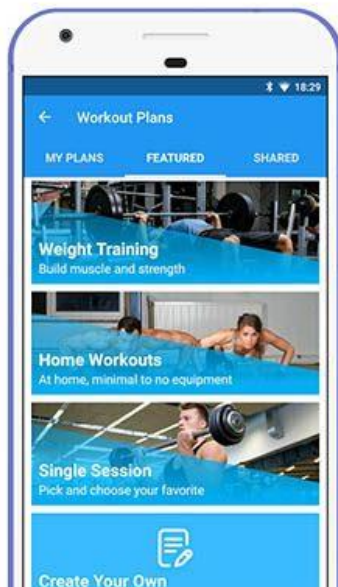 18:29
Workout Plans
MY PLANS FEATURED SHARED
Weight Training
Build muscle and strength
Home Workouts
At home, minimal to no equipment
Single Session
Pick and choose your favorite
Create Your Own